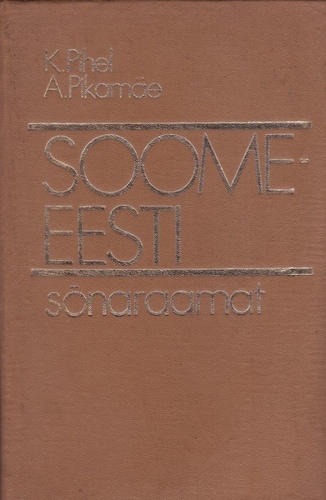 K.Pihel
A.Pikamäe
SOOME-
EESTI
sõnaraamat